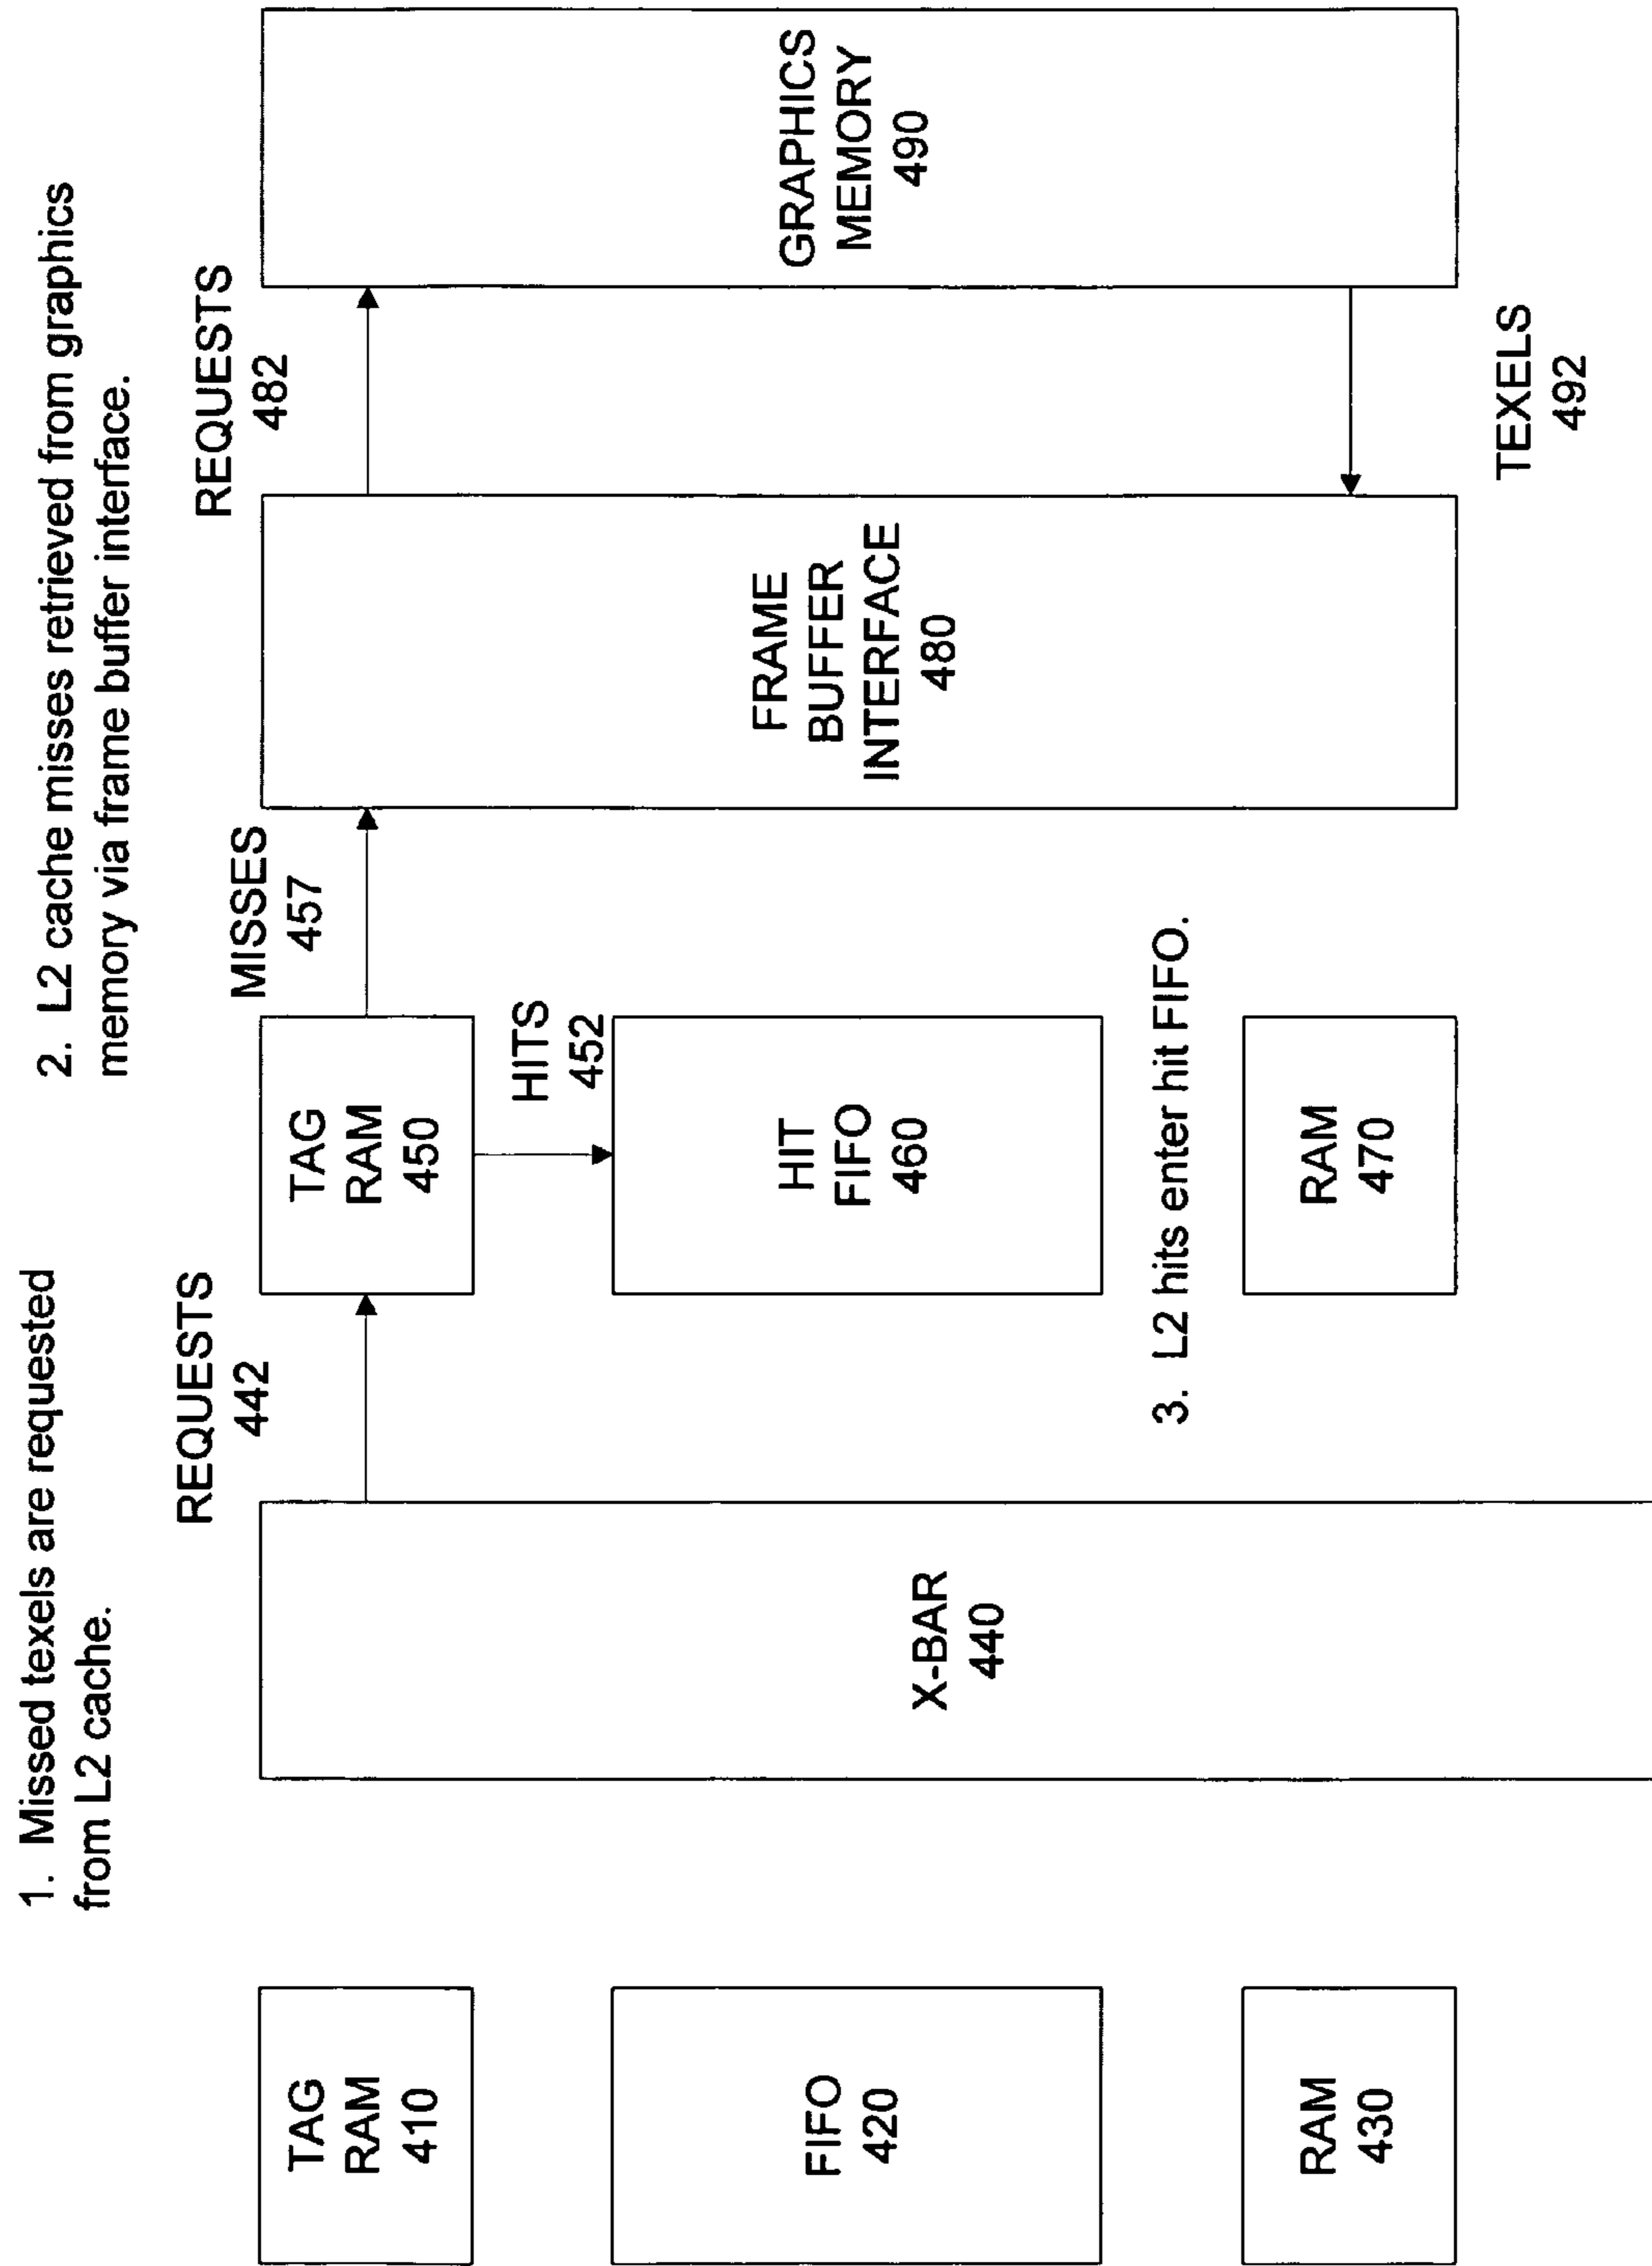 1. Missed texels are requested
from L2 cache.
2. L2 cache misses retrieved from graphics
memory via frame buffer interface.
REQUESTS
442
MISSES
457
REQUESTS
482
TAG
RAM
410
FIFO
420
RAM
430
X-BAR
440
TAG
RAM
450
HITS
452
HIT
FIFO
460
3. L2 hits enter hit FIFO.
RAM
470
FRAME
BUFFER
INTERFACE
480
GRAPHICS
MEMORY
490
TEXELS
492